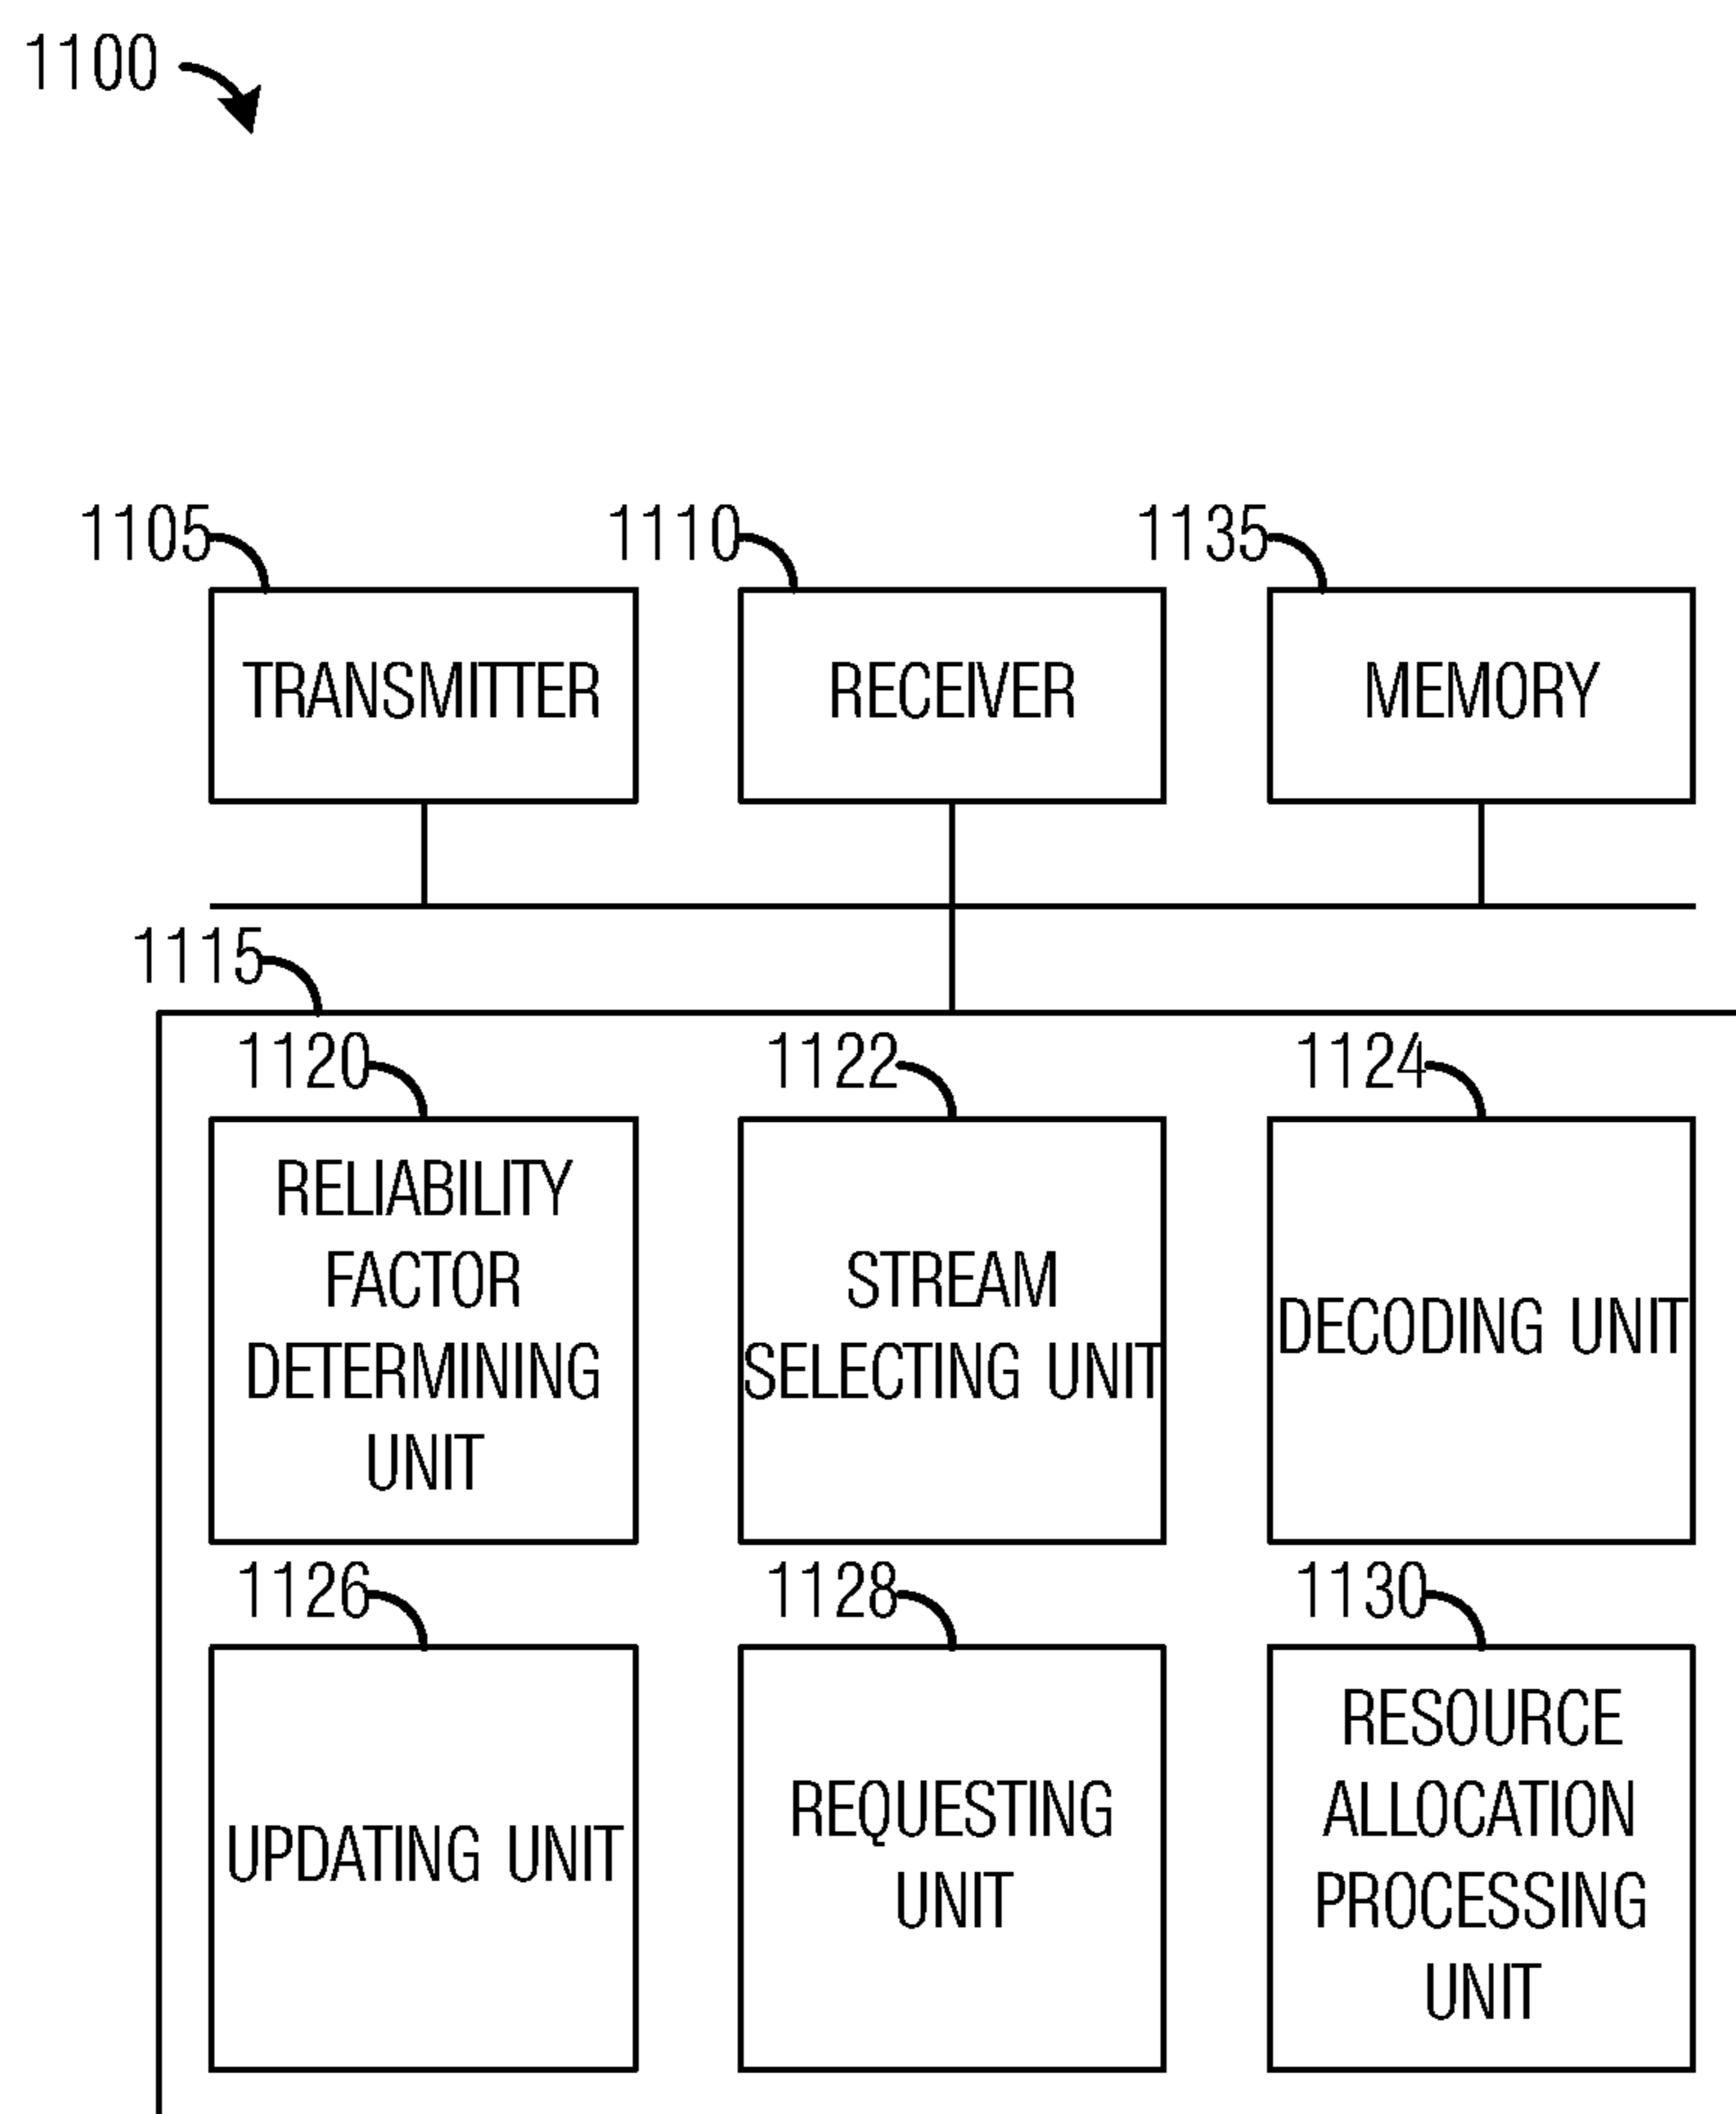 1100
1105
1110
1135
TRANSMITTER
RECEIVER
MEMORY
1115
1120
1122
1124
RELIABILITY
FACTOR
DETERMINING
UNIT
STREAM
SELECTING UNIT
DECODING UNIT
1126
1128
1130
UPDATING UNIT
REQUESTING
UNIT
RESOURCE
ALLOCATION
PROCESSING
UNIT